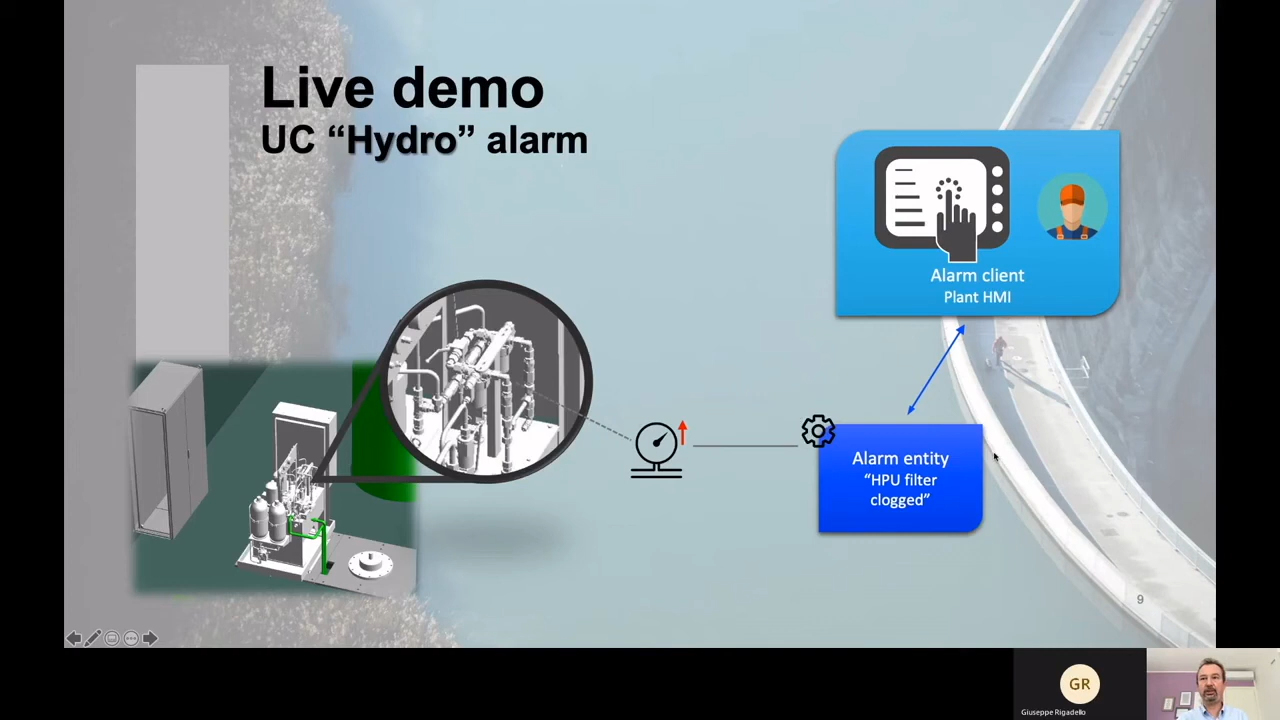 Live demo
UC “Hydro” alarm
Alarm client
Plant HMI
Alarm entity
“HPU filter
clogged”
9
GR
Giuseppe Rigadello